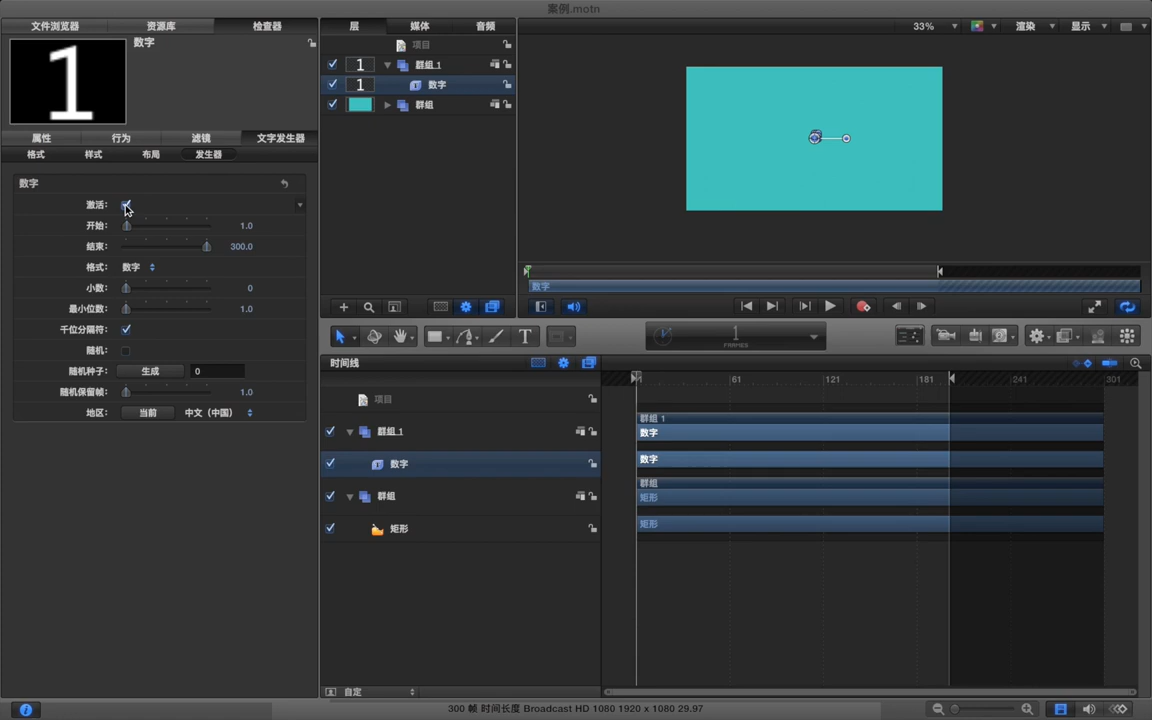 案例.motn
文件浏览器 资源库 检查器
层 媒体 音频
33% 渲染 显示
1 数字
项目
1 群组 1
1 数字
群组
属性 行为 滤镜 文字发生器
格式 样式 布局 发生器
数字
激活:
开始: 1.0
结束: 300.0
格式: 数字
小数: 0
最小位数: 1.0
千位分隔符:
随机:
随机种子: 生成 0
随机保留帧: 1.0
地区: 当前 中文 (中国)
数字
T
1
FRAMES
时间线
1 61 121 181 241 301
项目
群组 1
群组 1
数字
数字
数字
群组
群组
矩形
矩形
矩形
自定
300 帧 时间长度 Broadcast HD 1080 1920 x 1080 29.97